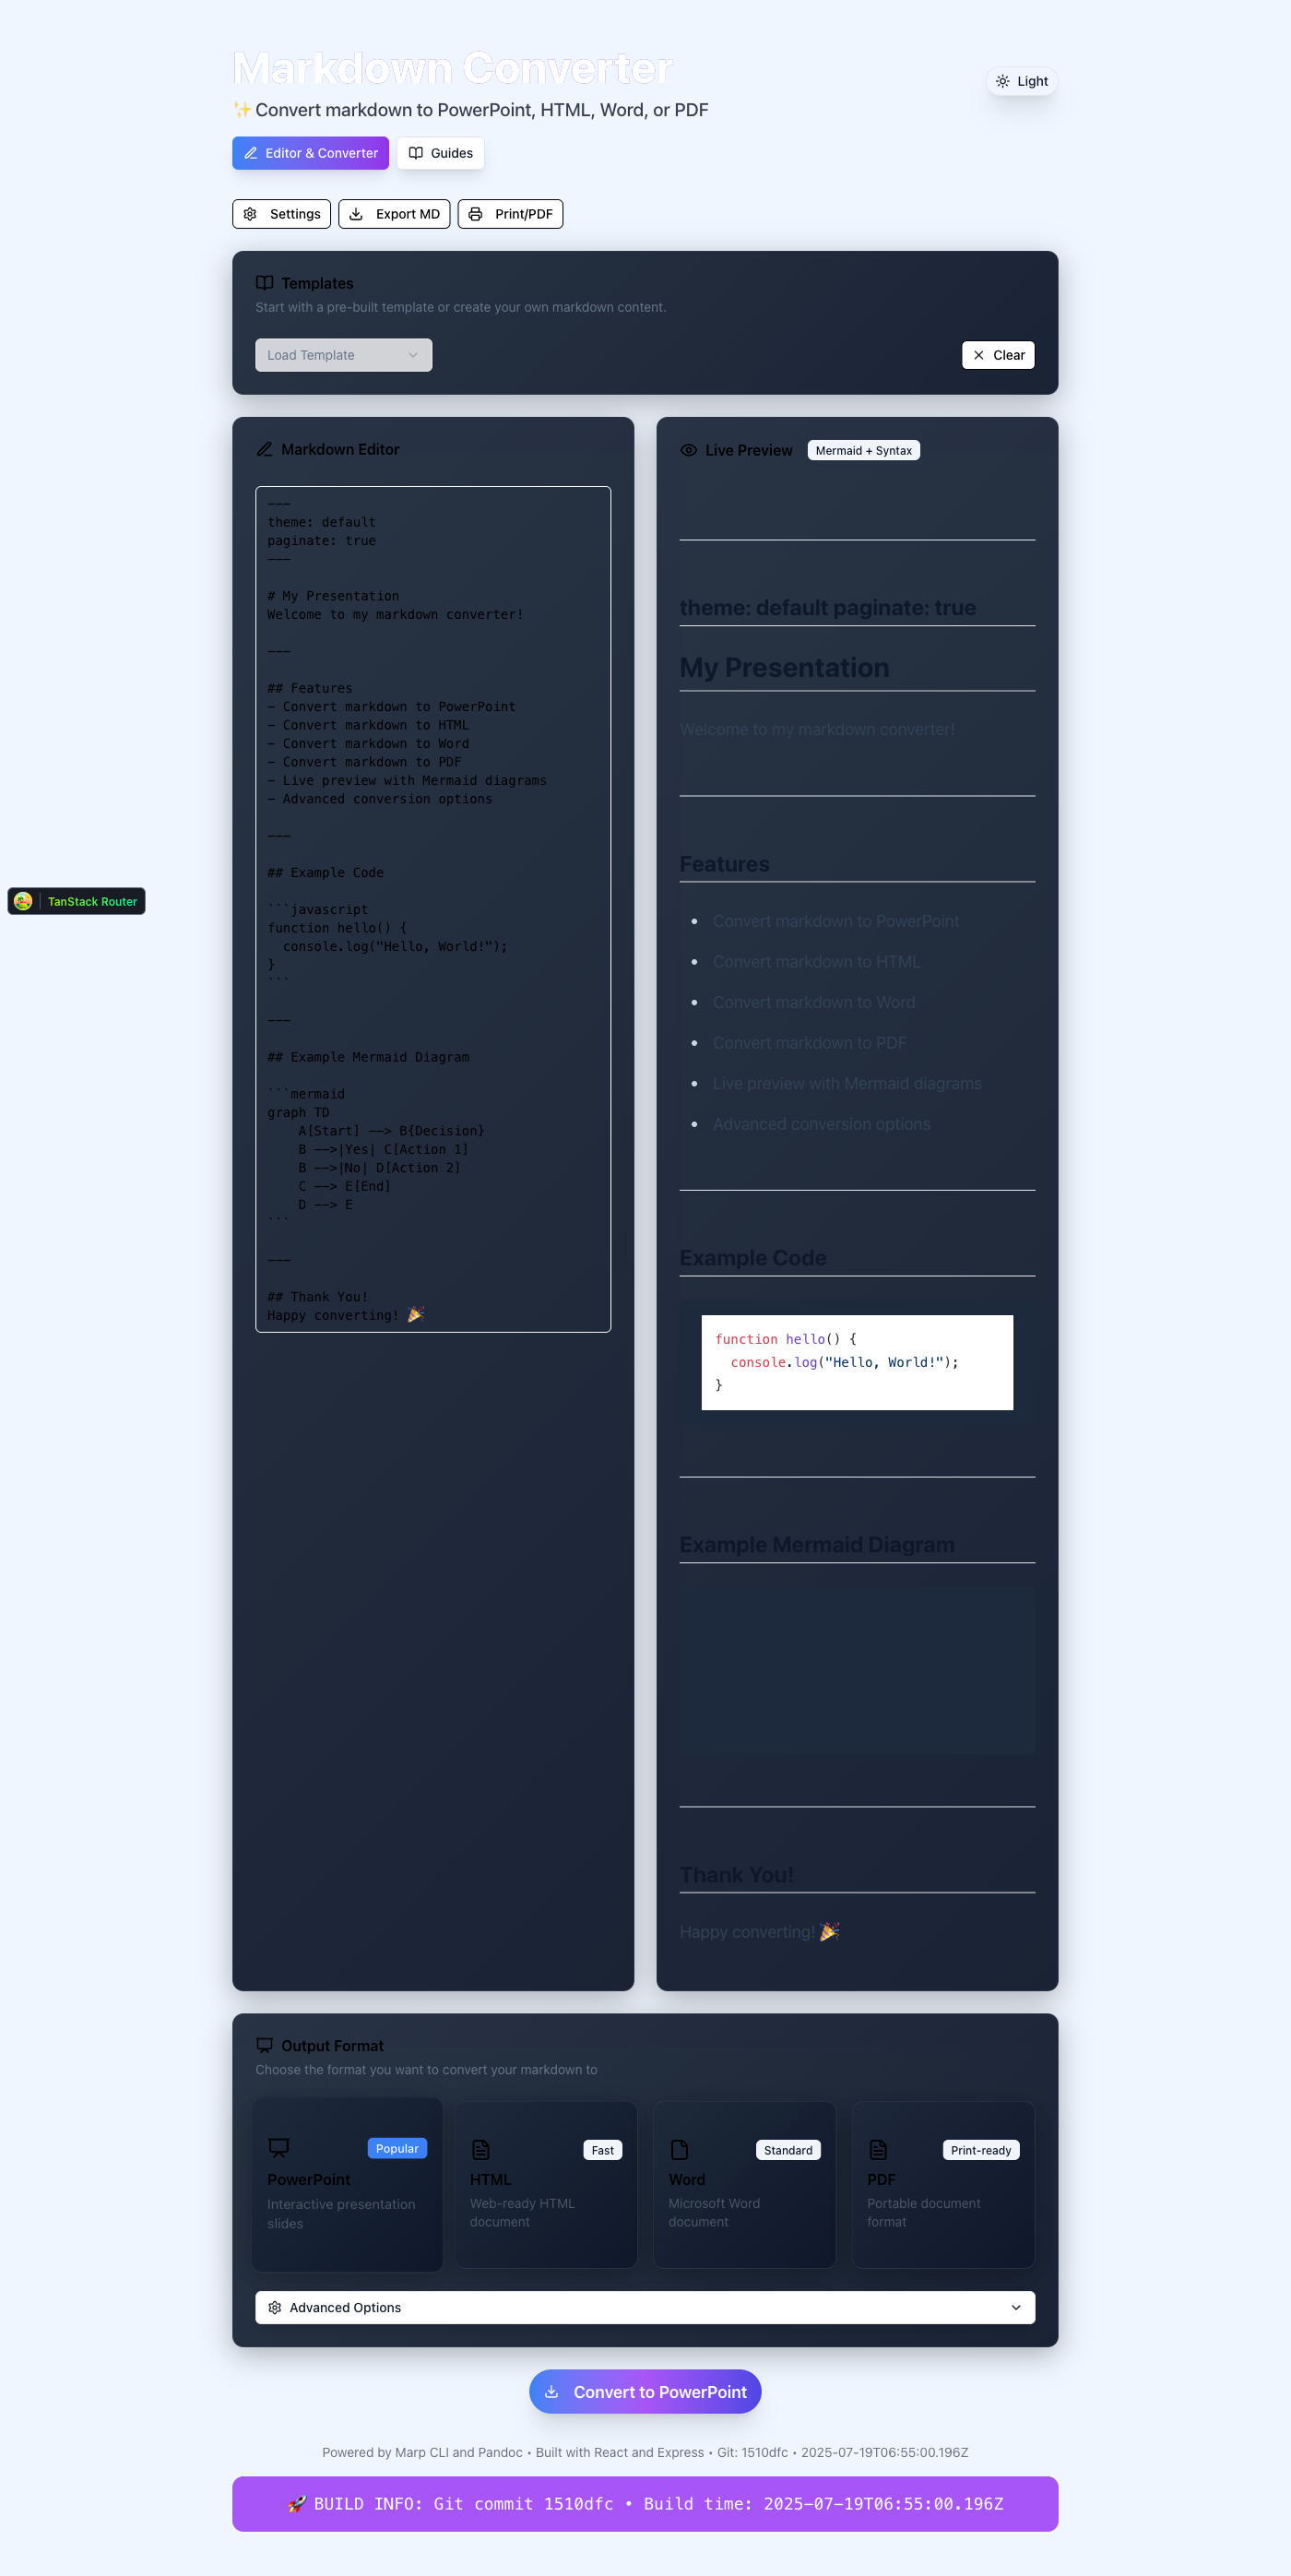 Markdown Converter
Light
✨ Convert markdown to PowerPoint, HTML, Word, or PDF
Editor & Converter
Guides
Settings
Export MD
Print/PDF
Templates
Start with a pre-built template or create your own markdown content.
Load Template
Clear
Markdown Editor
---
theme: default
paginate: true
---
# My Presentation
Welcome to my markdown converter!
---
## Features
- Convert markdown to PowerPoint
- Convert markdown to HTML
- Convert markdown to Word
- Convert markdown to PDF
- Live preview with Mermaid diagrams
- Advanced conversion options
---
## Example Code
```javascript
function hello() {
  console.log("Hello, World!");
}
```
---
## Example Mermaid Diagram
```mermaid
graph TD
    A[Start] --> B{Decision}
    B -->|Yes| C[Action 1]
    B -->|No| D[Action 2]
    C --> E[End]
    D --> E
```
---
## Thank You!
Happy converting! 🎉
Live Preview
Mermaid + Syntax
theme: default paginate: true
My Presentation
Welcome to my markdown converter!
Features
• Convert markdown to PowerPoint
• Convert markdown to HTML
• Convert markdown to Word
• Convert markdown to PDF
• Live preview with Mermaid diagrams
• Advanced conversion options
Example Code
function hello() {
  console.log("Hello, World!");
}
Example Mermaid Diagram
Thank You!
Happy converting! 🎉
TanStack Router
Output Format
Choose the format you want to convert your markdown to
Popular
PowerPoint
Interactive presentation
slides
Fast
HTML
Web-ready HTML
document
Standard
Word
Microsoft Word
document
Print-ready
PDF
Portable document
format
Advanced Options
Convert to PowerPoint
Powered by Marp CLI and Pandoc • Built with React and Express • Git: 1510dfc • 2025-07-19T06:55:00.196Z
🚀 BUILD INFO: Git commit 1510dfc • Build time: 2025-07-19T06:55:00.196Z